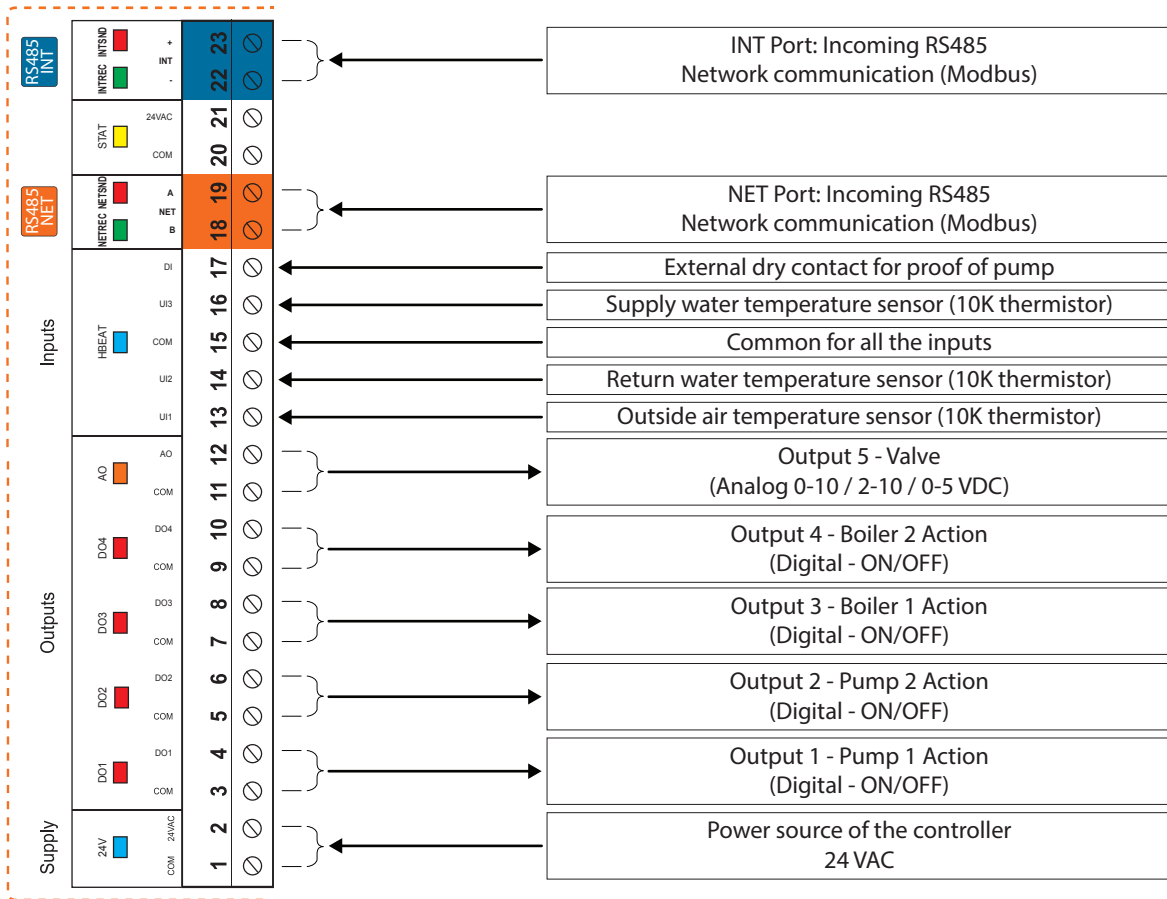 RS485
INT
INTREC INTSND
+
INT
-
23
22
INT Port: Incoming RS485
Network communication (Modbus)
STAT
24VAC
COM
21
20
RS485
NET
NETREC NETSND
A
NET
B
19
18
NET Port: Incoming RS485
Network communication (Modbus)
Inputs
HBEAT
DI
17
External dry contact for proof of pump
UI3
16
Supply water temperature sensor (10K thermistor)
COM
15
Common for all the inputs
UI2
14
Return water temperature sensor (10K thermistor)
UI1
13
Outside air temperature sensor (10K thermistor)
Outputs
AO
AO
COM
12
11
Output 5 - Valve
(Analog 0-10 / 2-10 / 0-5 VDC)
DO4
DO4
COM
10
9
Output 4 - Boiler 2 Action
(Digital - ON/OFF)
DO3
DO3
COM
8
7
Output 3 - Boiler 1 Action
(Digital - ON/OFF)
DO2
DO2
COM
6
5
Output 2 - Pump 2 Action
(Digital - ON/OFF)
DO1
DO1
COM
4
3
Output 1 - Pump 1 Action
(Digital - ON/OFF)
Supply
24V
COM 24VAC
2
1
Power source of the controller
24 VAC